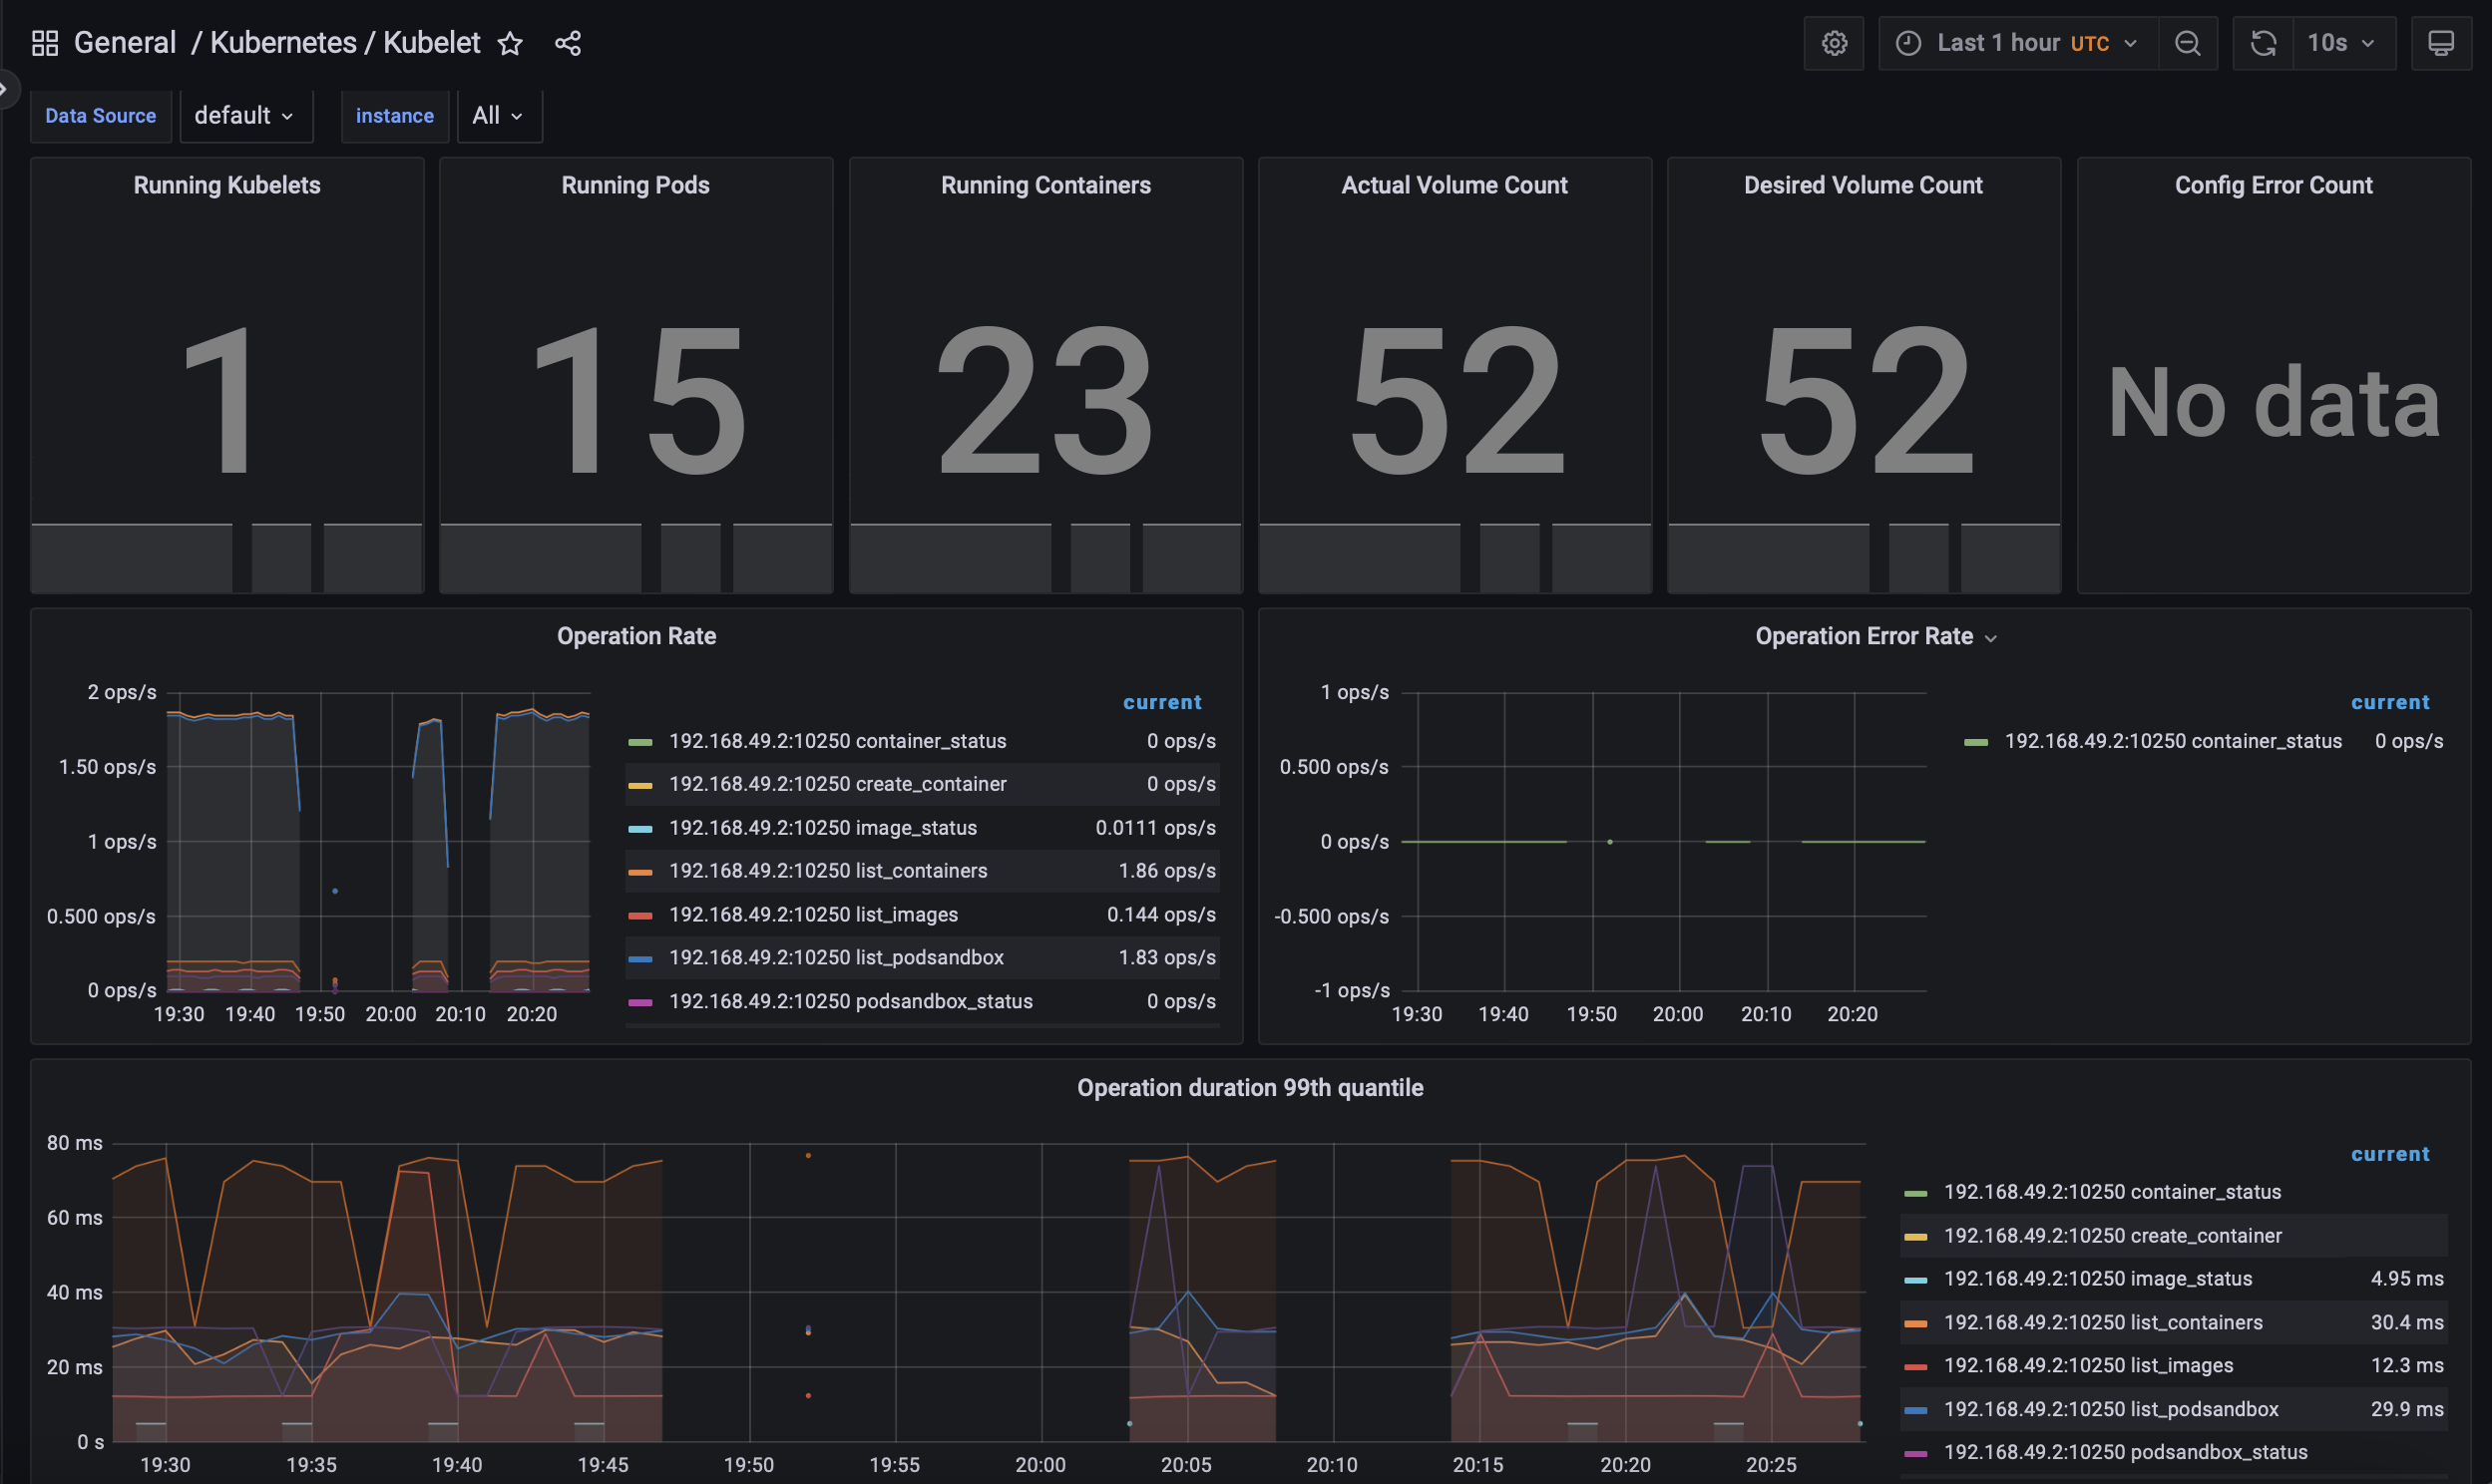 General / Kubernetes / Kubelet
Last 1 hour UTC
10s
Data Source default instance All
Running Kubelets
1
Running Pods
15
Running Containers
23
Actual Volume Count
52
Desired Volume Count
52
Config Error Count
No data
Operation Rate
2 ops/s
1.50 ops/s
1 ops/s
0.500 ops/s
0 ops/s
19:30 19:40 19:50 20:00 20:10 20:20
current
192.168.49.2:10250 container_status 0 ops/s
192.168.49.2:10250 create_container 0 ops/s
192.168.49.2:10250 image_status 0.0111 ops/s
192.168.49.2:10250 list_containers 1.86 ops/s
192.168.49.2:10250 list_images 0.144 ops/s
192.168.49.2:10250 list_podsandbox 1.83 ops/s
192.168.49.2:10250 podsandbox_status 0 ops/s
Operation Error Rate
1 ops/s
0.500 ops/s
0 ops/s
-0.500 ops/s
-1 ops/s
19:30 19:40 19:50 20:00 20:10 20:20
current
192.168.49.2:10250 container_status 0 ops/s
Operation duration 99th quantile
80 ms
60 ms
40 ms
20 ms
0 s
19:30 19:35 19:40 19:45 19:50 19:55 20:00 20:05 20:10 20:15 20:20 20:25
current
192.168.49.2:10250 container_status
192.168.49.2:10250 create_container
192.168.49.2:10250 image_status 4.95 ms
192.168.49.2:10250 list_containers 30.4 ms
192.168.49.2:10250 list_images 12.3 ms
192.168.49.2:10250 list_podsandbox 29.9 ms
192.168.49.2:10250 podsandbox_status